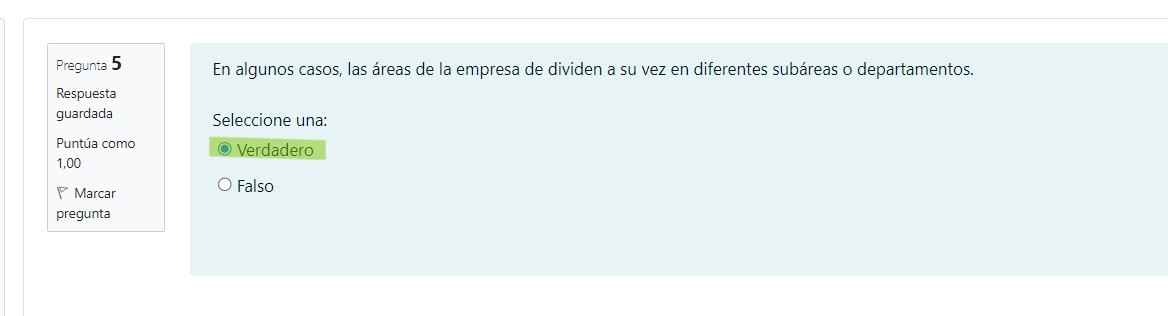 Pregunta 5
Respuesta
guardada
Puntúa como
1,00
Marcar
pregunta
En algunos casos, las áreas de la empresa de dividen a su vez en diferentes subáreas o departamentos.
Seleccione una:
Verdadero
Falso